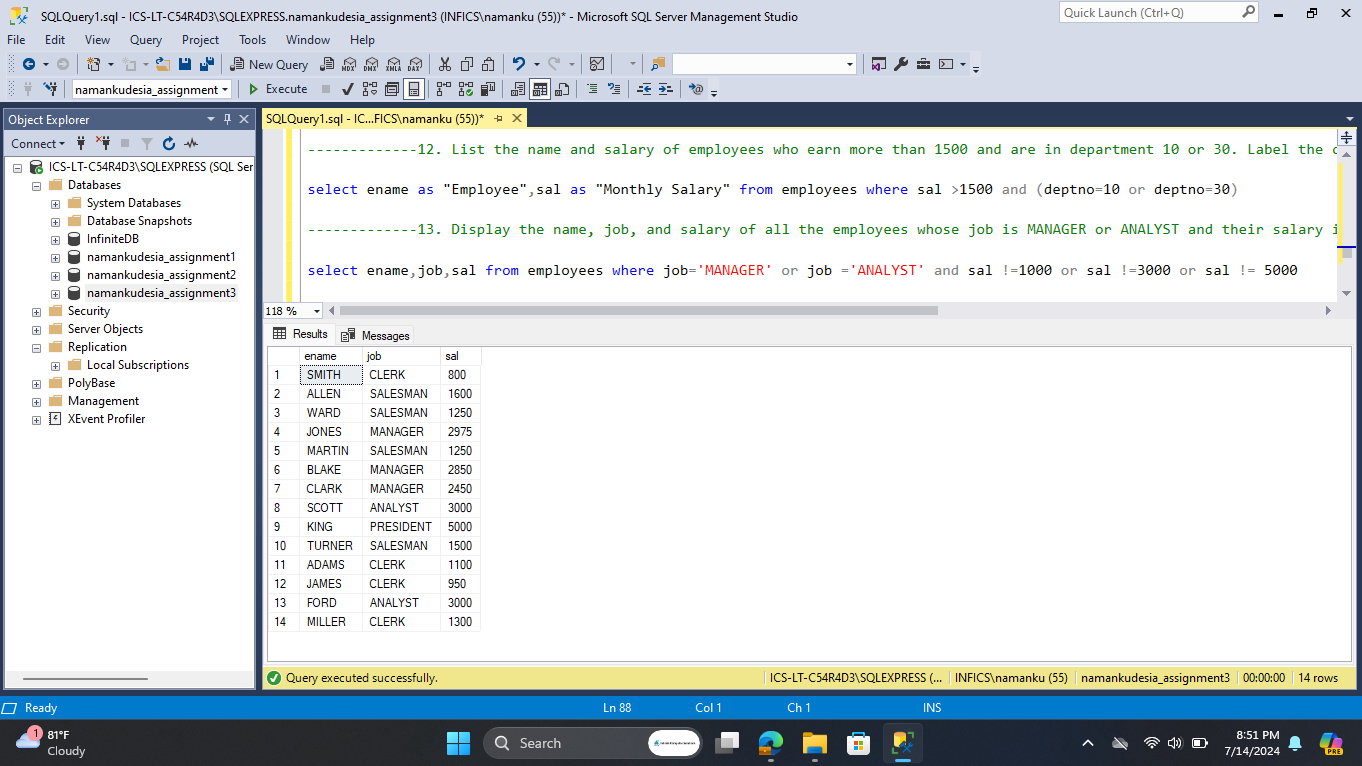 SQLQuery1.sql - ICS-LT-C54R4D3\SQLEXPRESS.namankudesia_assignment3 (INFICS\namanku (55))* - Microsoft SQL Server Management Studio
Quick Launch (Ctrl+Q)
File Edit View Query Project Tools Window Help
New Query
MDX DMX XMLA DAX
namankudesia_assignment
Execute
Object Explorer
Connect
ICS-LT-C54R4D3\SQLEXPRESS (SQL Ser
Databases
System Databases
Database Snapshots
InfiniteDB
namankudesia_assignment1
namankudesia_assignment2
namankudesia_assignment3
Security
Server Objects
Replication
Local Subscriptions
PolyBase
Management
XEvent Profiler
SQLQuery1.sql - IC...FICS\namanku (55))*
-------------12. List the name and salary of employees who earn more than 1500 and are in department 10 or 30. Label the c
select ename as "Employee",sal as "Monthly Salary" from employees where sal >1500 and (deptno=10 or deptno=30)
-------------13. Display the name, job, and salary of all the employees whose job is MANAGER or ANALYST and their salary i
select ename,job,sal from employees where job='MANAGER' or job ='ANALYST' and sal !=1000 or sal !=3000 or sal != 5000
118 %
Results Messages
ename job sal
1 SMITH CLERK 800
2 ALLEN SALESMAN 1600
3 WARD SALESMAN 1250
4 JONES MANAGER 2975
5 MARTIN SALESMAN 1250
6 BLAKE MANAGER 2850
7 CLARK MANAGER 2450
8 SCOTT ANALYST 3000
9 KING PRESIDENT 5000
10 TURNER SALESMAN 1500
11 ADAMS CLERK 1100
12 JAMES CLERK 950
13 FORD ANALYST 3000
14 MILLER CLERK 1300
Query executed successfully.
ICS-LT-C54R4D3\SQLEXPRESS (... INFICS\namanku (55) namankudesia_assignment3 00:00:00 14 rows
Ready Ln 88 Col 1 Ch 1 INS
1
81°F
Cloudy
Search
PRE
8:51 PM
7/14/2024